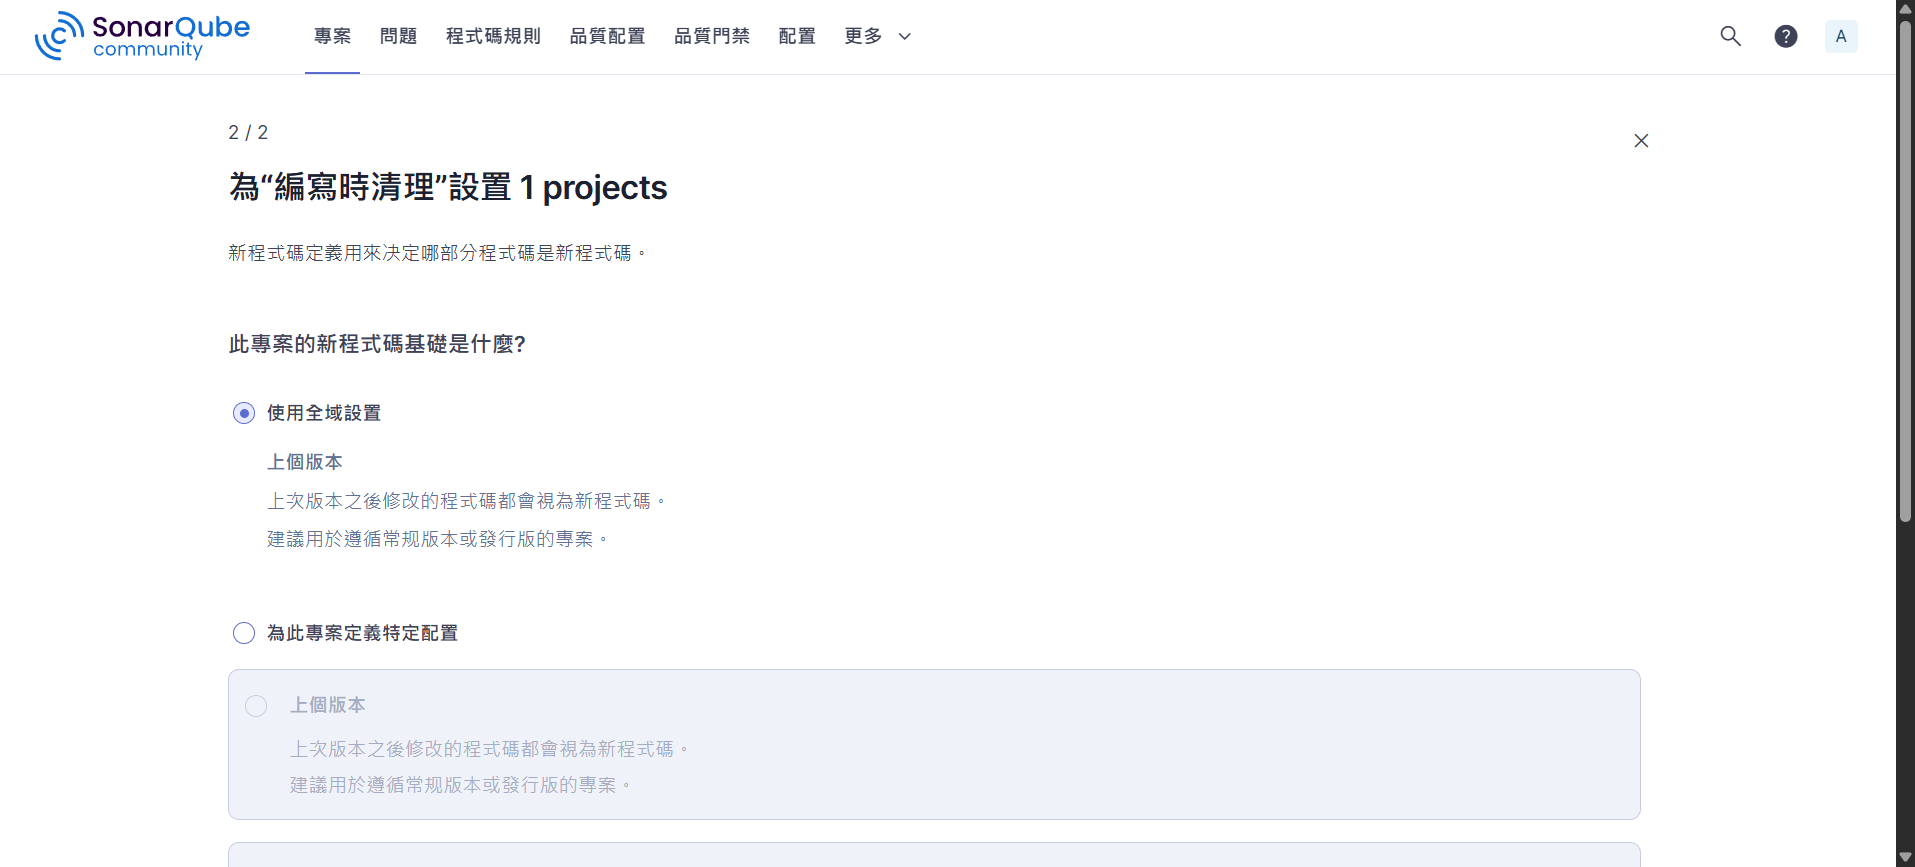 SonarQube
community
專案 問題 程式碼規則 品質配置 品質門禁 配置 更多
? A
2 / 2
為“編寫時清理”設置 1 projects
新程式碼定義用來決定哪部分程式碼是新程式碼。
此專案的新程式碼基礎是什麼?
使用全域設置
上個版本
上次版本之後修改的程式碼都會視為新程式碼。
建議用於遵循常规版本或發行版的專案。
為此專案定義特定配置
上個版本
上次版本之後修改的程式碼都會視為新程式碼。
建議用於遵循常规版本或發行版的專案。